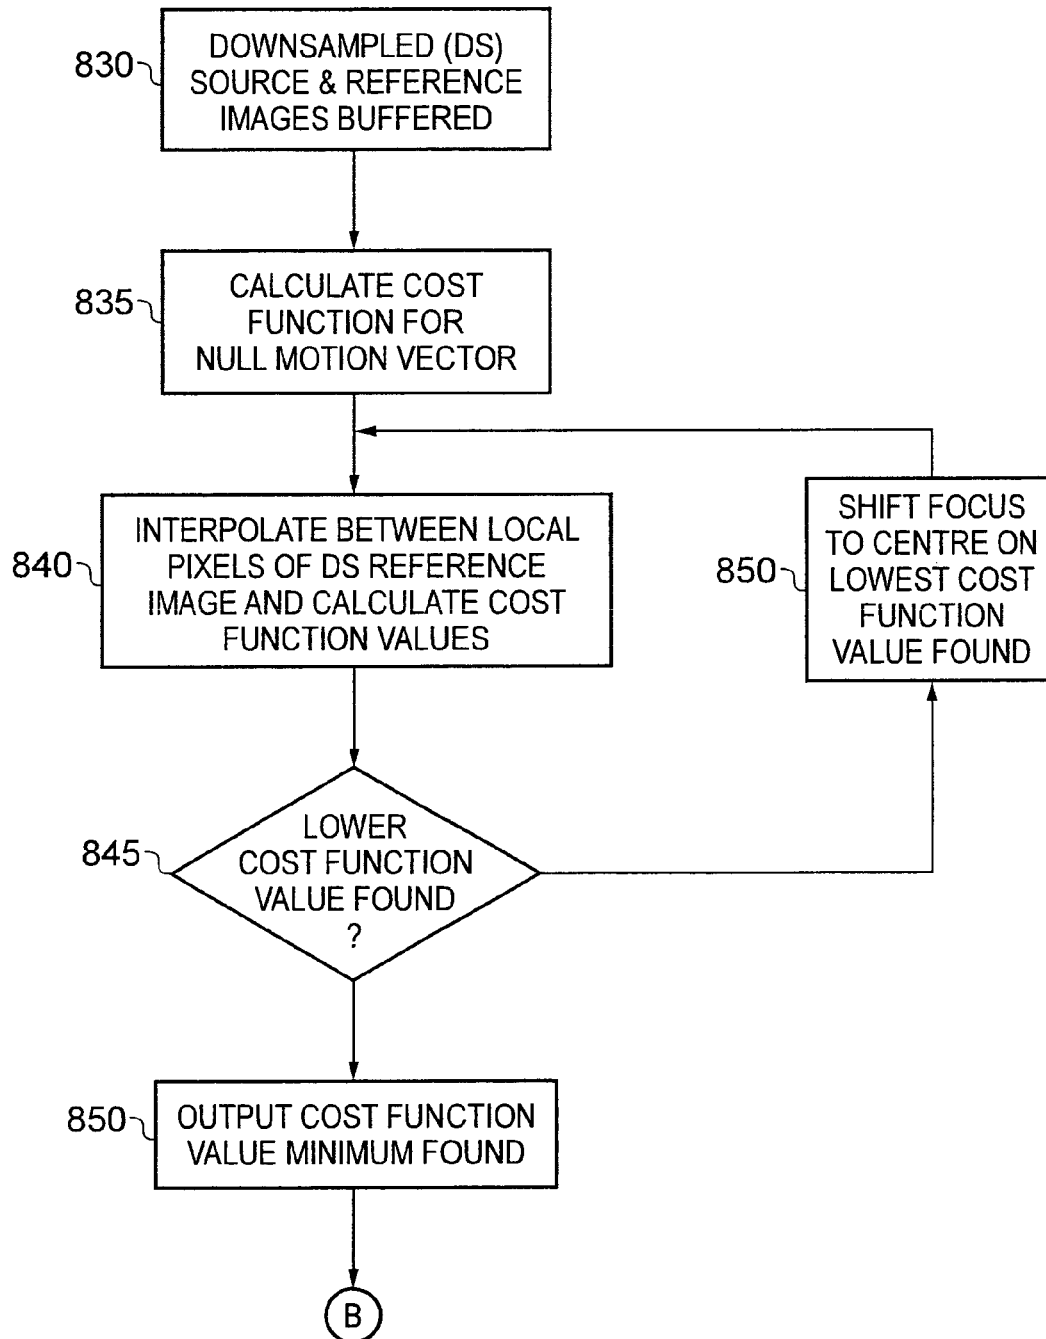 830
DOWNSAMPLED (DS)
SOURCE & REFERENCE
IMAGES BUFFERED
835
CALCULATE COST
FUNCTION FOR
NULL MOTION VECTOR
840
INTERPOLATE BETWEEN LOCAL
PIXELS OF DS REFERENCE
IMAGE AND CALCULATE COST
FUNCTION VALUES
850
SHIFT FOCUS
TO CENTRE ON
LOWEST COST
FUNCTION
VALUE FOUND
845
LOWER
COST FUNCTION
VALUE FOUND
?
850
OUTPUT COST FUNCTION
VALUE MINIMUM FOUND
B